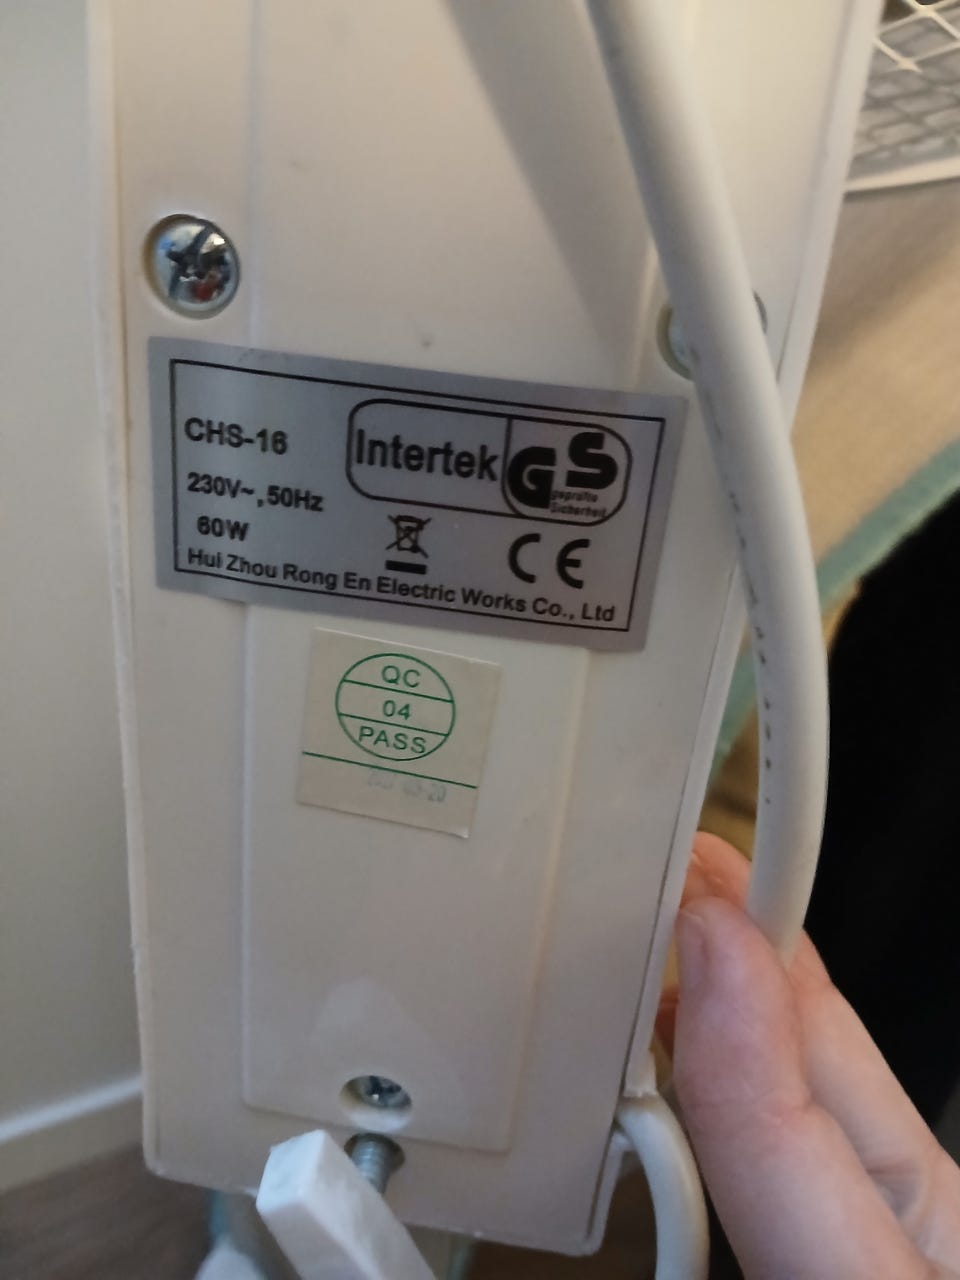 CHS-16
Intertek
GS
geprüfte
Sicherheit
230V~, 50Hz
60W
CE
Hui Zhou Rong En Electric Works Co., Ltd
QC
04
PASS